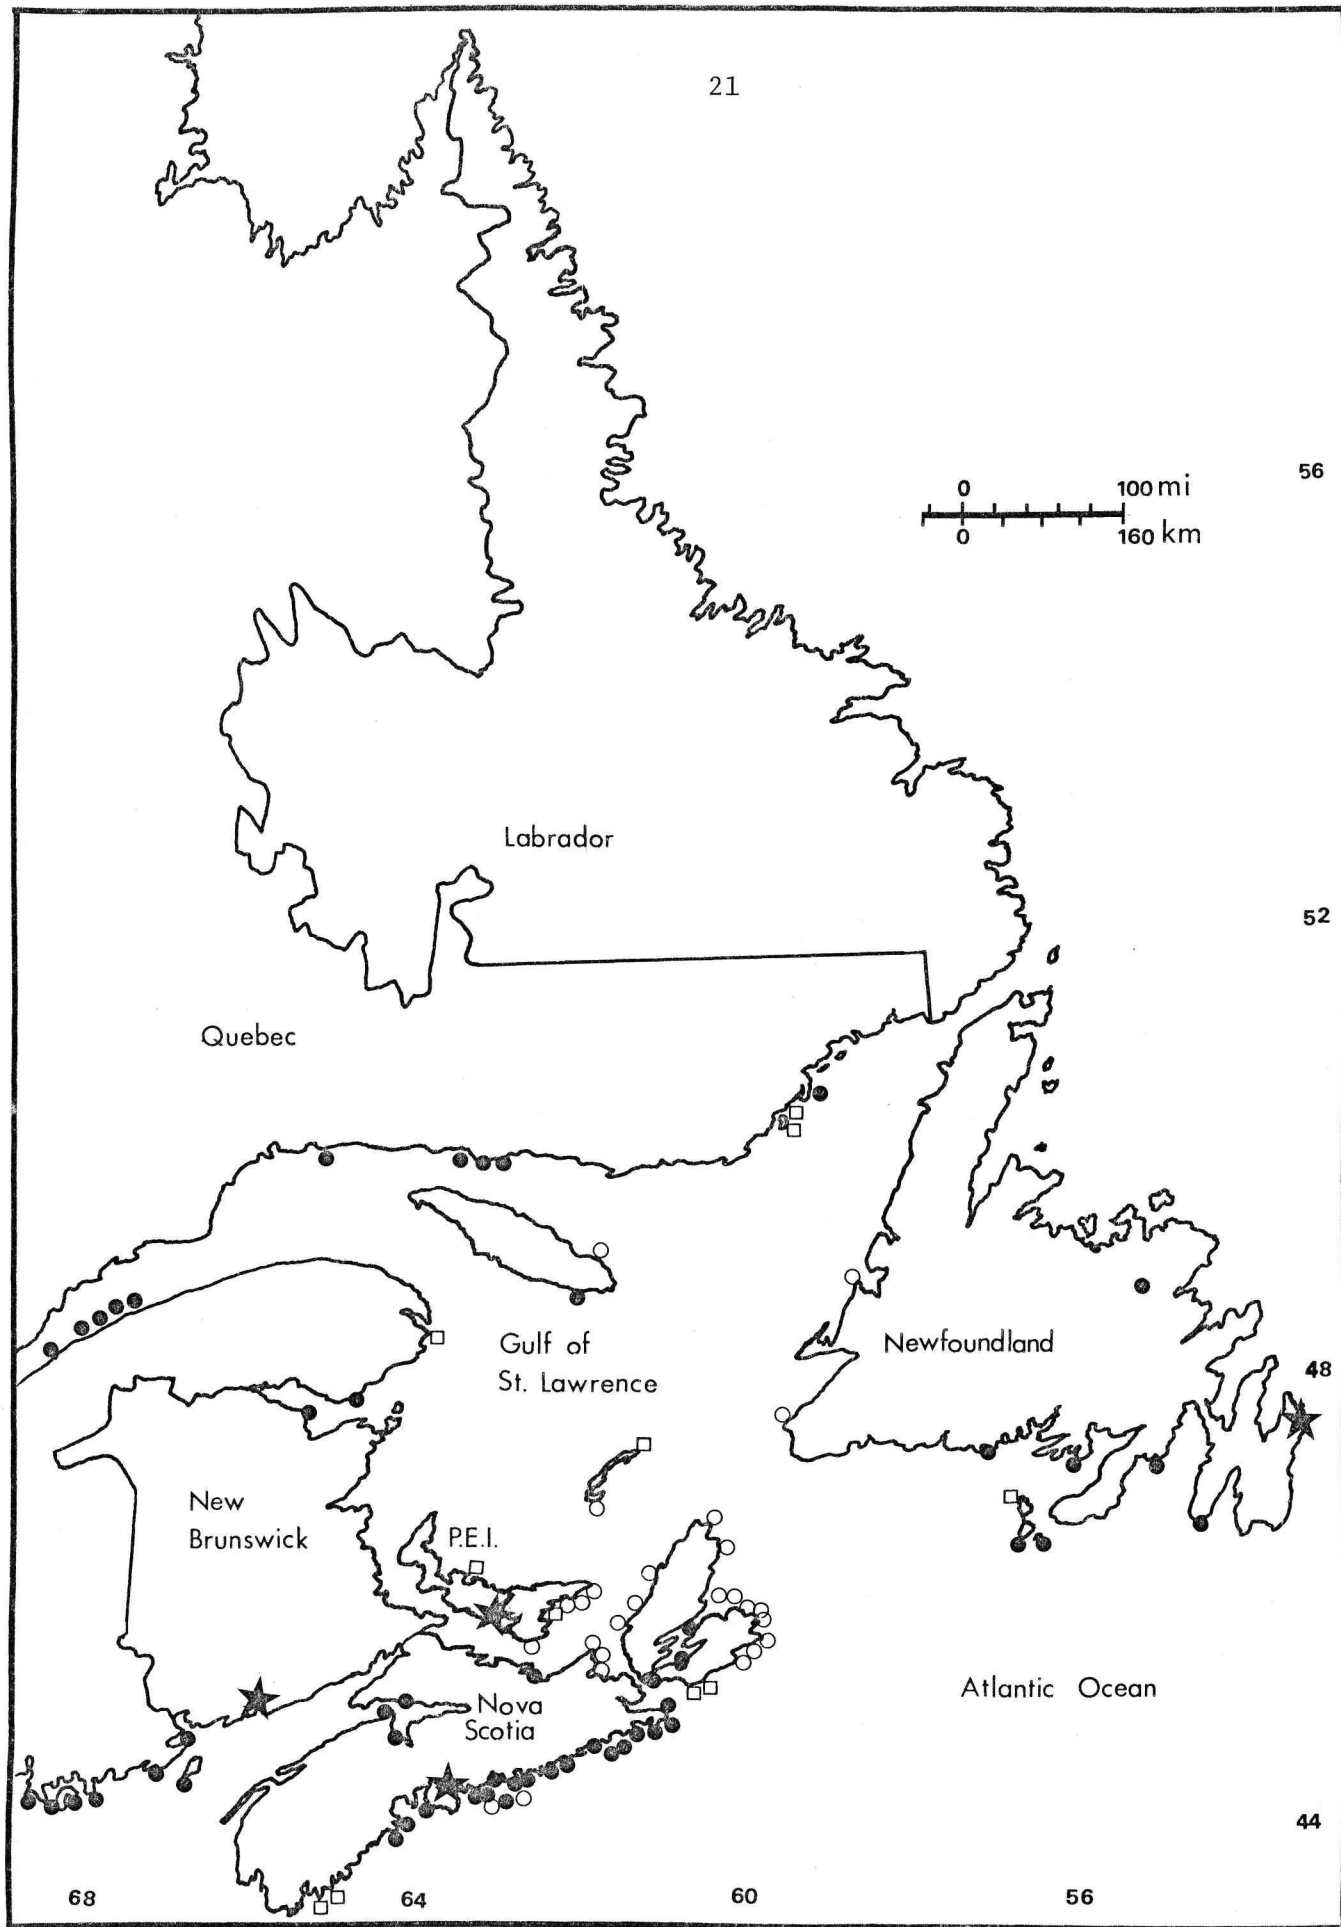 21
56
0 100 mi
0 160 km
Labrador
52
Quebec
Gulf of
St. Lawrence
Newfoundland
48
New
Brunswick
P.E.I.
Atlantic Ocean
Nova
Scotia
44
68 64 60 56